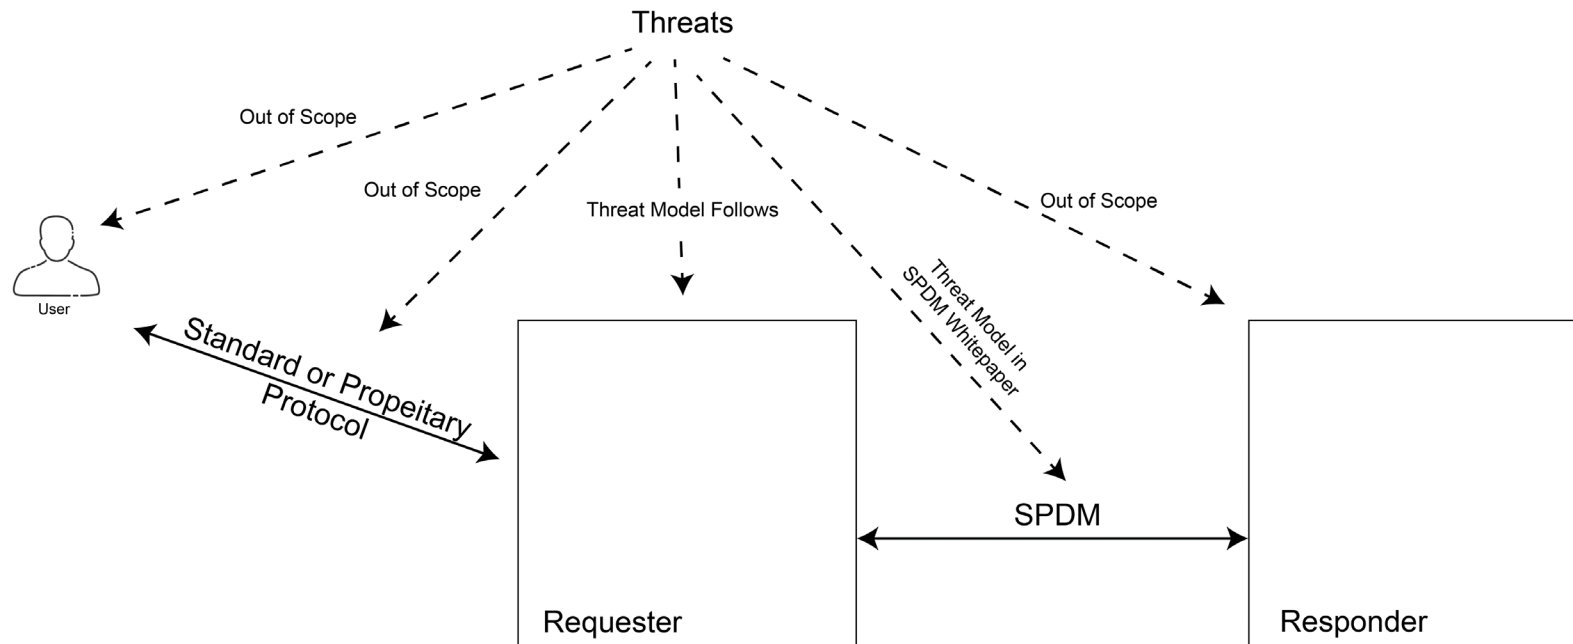 Threats
Out of Scope
Out of Scope
Threat Model Follows
Out of Scope
Threat Model in
SPDM Whitepaper
User
Standard or Propeitary
Protocol
SPDM
Requester
Responder